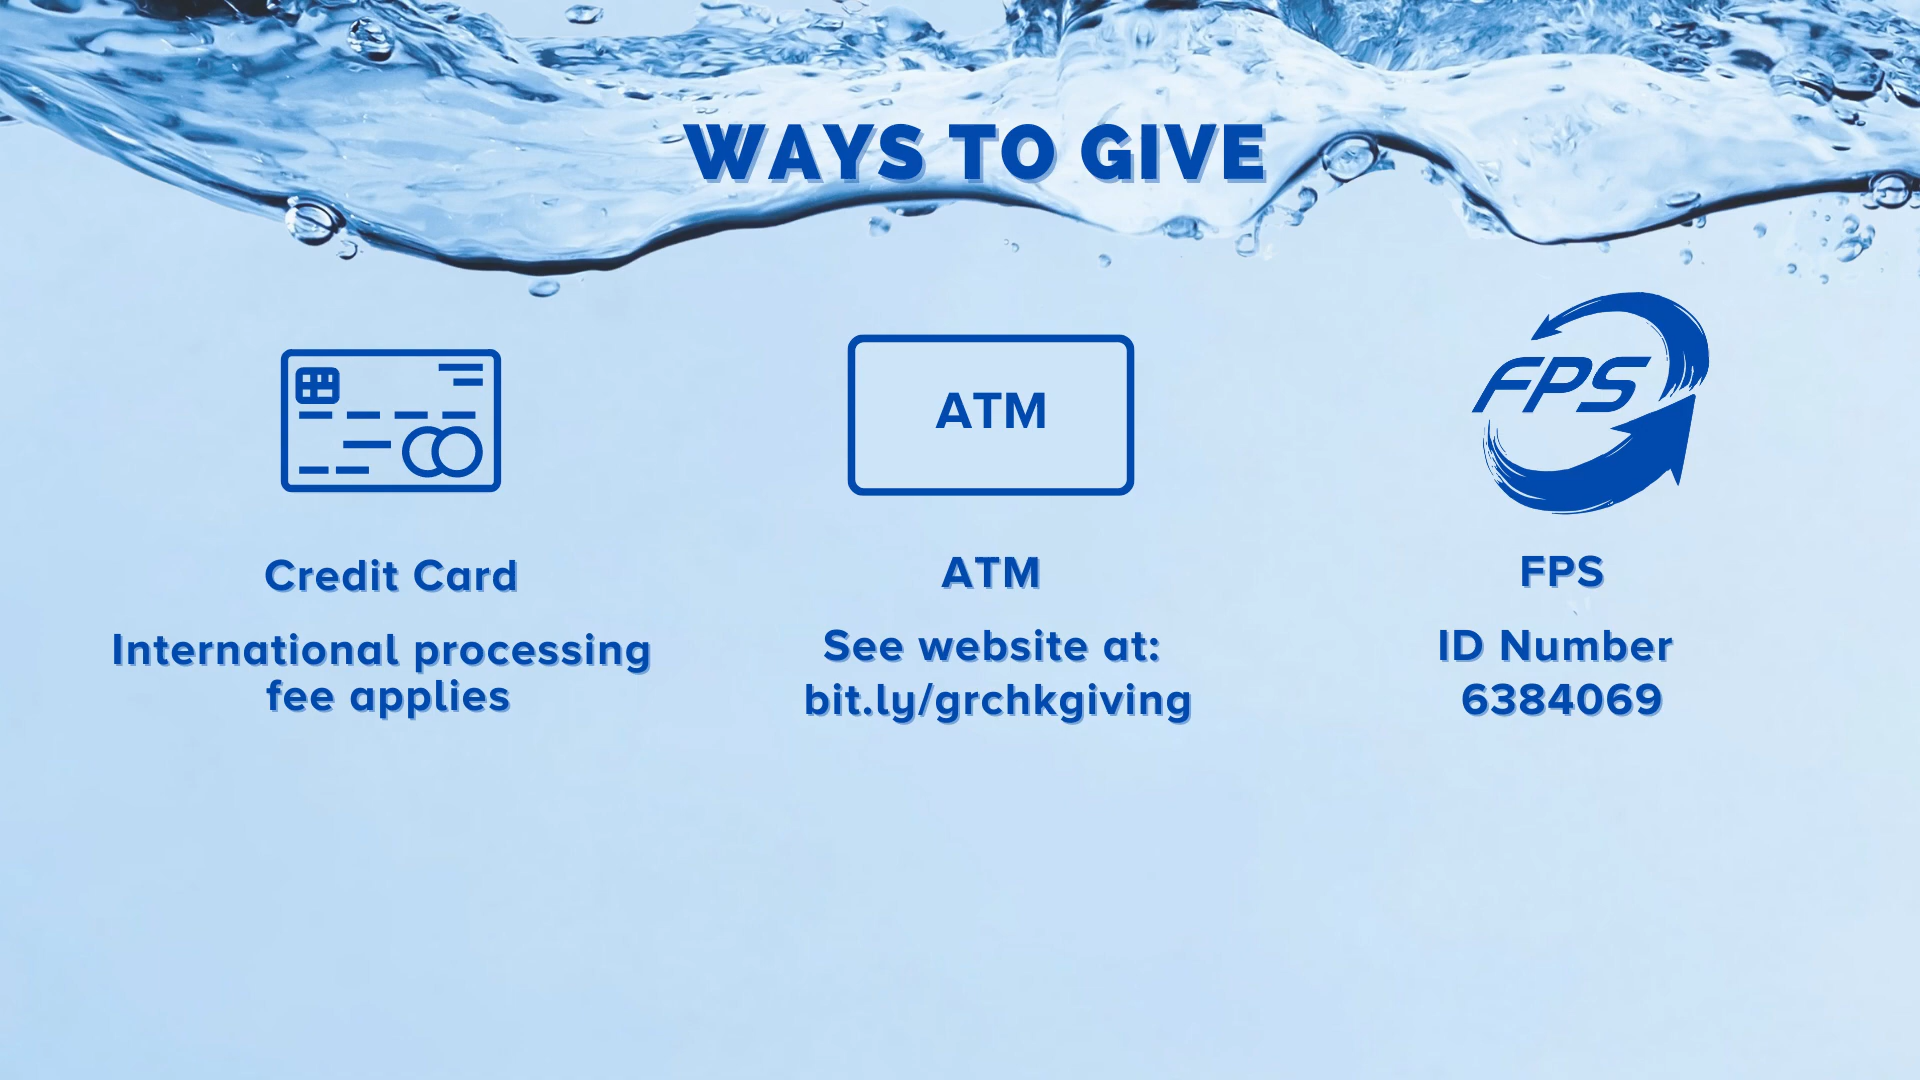 WAYS TO GIVE
Credit Card
International processing
fee applies
ATM
ATM
See website at:
bit.ly/grchkgiving
FPS
FPS
ID Number
6384069